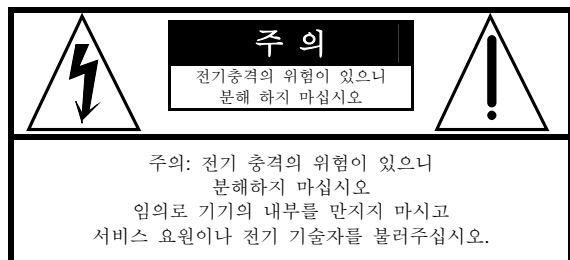 주 의
전기충격의 위험이 있으니
분해 하지 마십시오
주의: 전기 충격의 위험이 있으니
분해하지 마십시오
임의로 기기의 내부를 만지지 마시고
서비스 요원이나 전기 기술자를 불러주십시오.